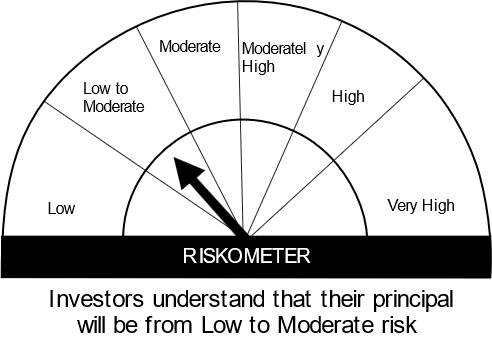 Moderate
Moderatel y
High
Low to
Moderate
High
Low
Very High
RISKOMETER
Investors understand that their principal
will be from Low to Moderate risk